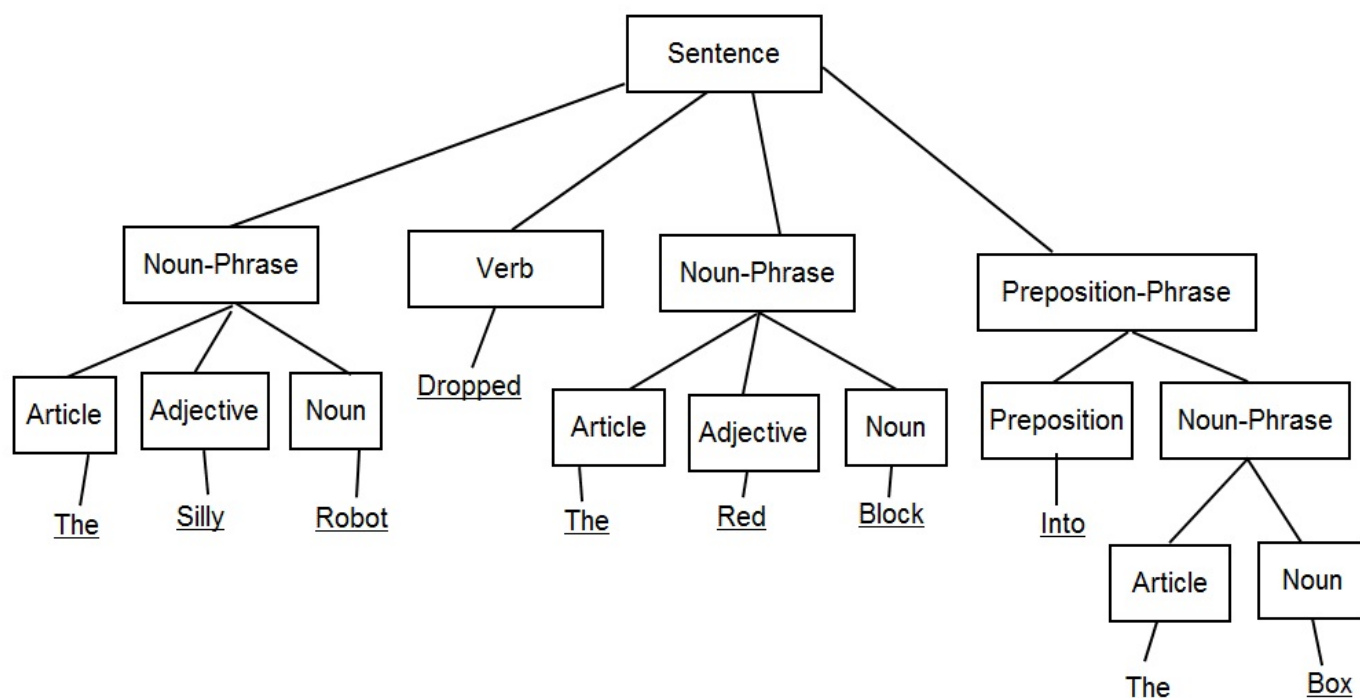 Sentence
Noun-Phrase
Verb
Noun-Phrase
Preposition-Phrase
Article
Adjective
Noun
Dropped
Article
Adjective
Noun
Preposition
Noun-Phrase
The
Silly
Robot
The
Red
Block
Into
Article
Noun
The
Box